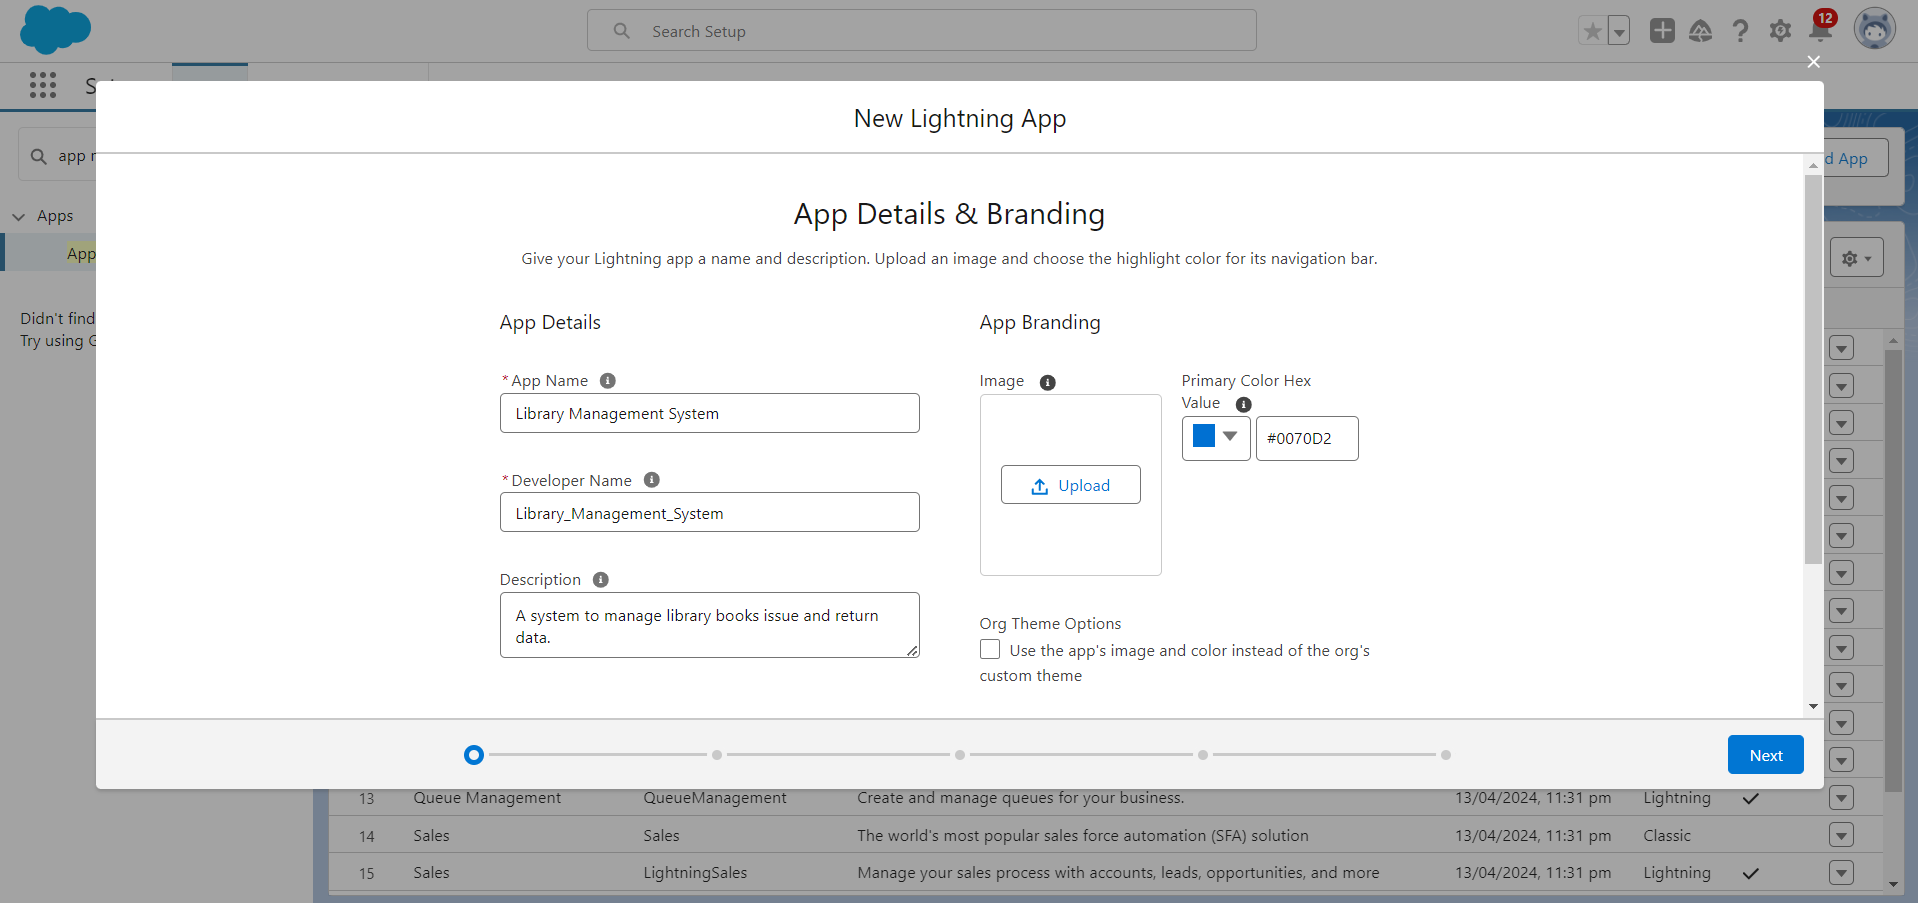 Search Setup
12
New Lightning App
app
d App
Apps
App
Didn't find
Try using
App Details & Branding
Give your Lightning app a name and description. Upload an image and choose the highlight color for its navigation bar.
App Details
App Branding
*App Name
Library Management System
Image
Primary Color Hex
Value
#0070D2
Upload
*Developer Name
Library_Management_System
Description
A system to manage library books issue and return
data.
Org Theme Options
Use the app's image and color instead of the org's
custom theme
Next
13 Queue Management QueueManagement Create and manage queues for your business. 13/04/2024, 11:31 pm Lightning
14 Sales Sales The world's most popular sales force automation (SFA) solution 13/04/2024, 11:31 pm Classic
15 Sales LightningSales Manage your sales process with accounts, leads, opportunities, and more 13/04/2024, 11:31 pm Lightning